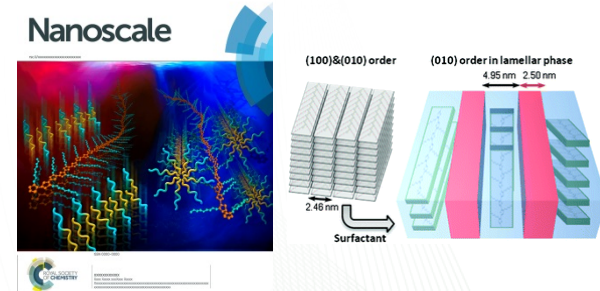 Nanoscale
ROYAL SOCIETY
OF CHEMISTRY
(100)&(010) order
(010) order in lamellar phase
4.95 nm
2.50 nm
2.46 nm
Surfactant